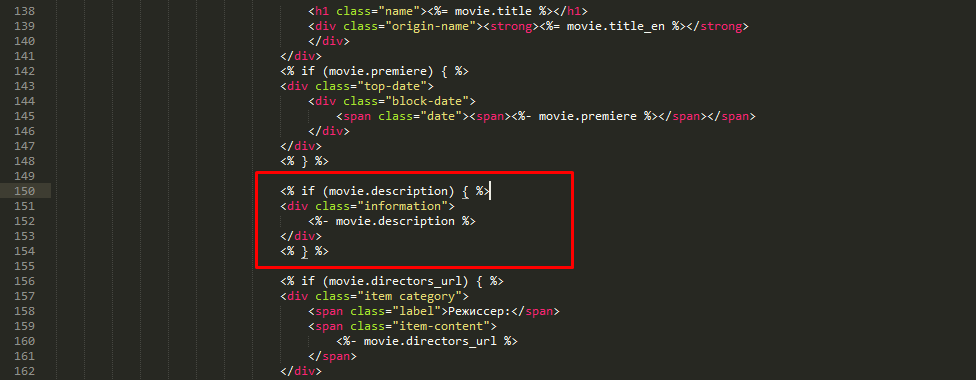 138 <h1 class="name"><%= movie.title %></h1>
139 <div class="origin-name"><strong><%= movie.title_en %></strong>
140 </div>
141 </div>
142 <% if (movie.premiere) { %>
143 <div class="top-date">
144 <div class="block-date">
145 <span class="date"><span><%- movie.premiere %></span></span>
146 </div>
147 </div>
148 <% } %>
149
150 <% if (movie.description) { %>
151 <div class="information">
152 <%- movie.description %>
153 </div>
154 <% } %>
155
156 <% if (movie.directors_url) { %>
157 <div class="item category">
158 <span class="label">Режиссер:</span>
159 <span class="item-content">
160 <%- movie.directors_url %>
161 </span>
162 </div>